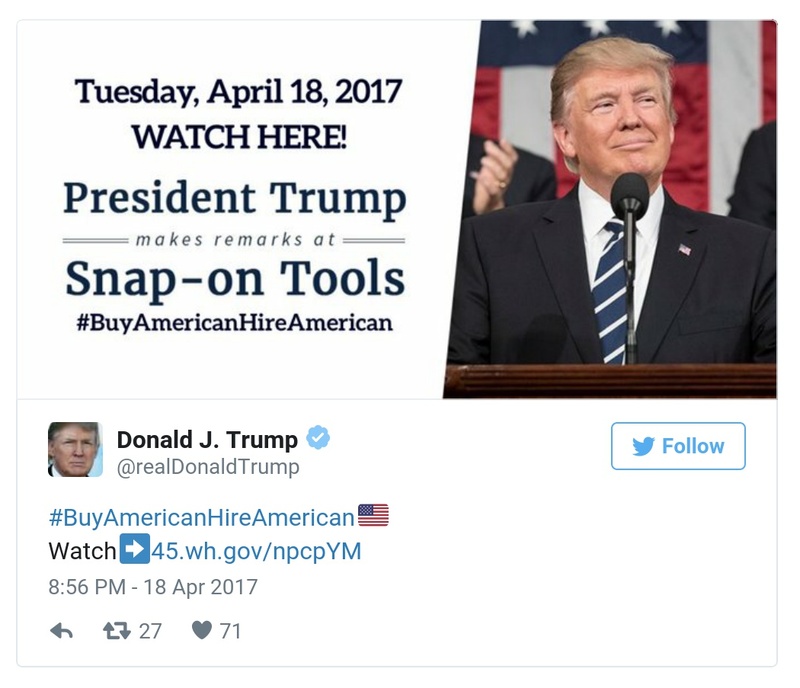 Tuesday, April 18, 2017
WATCH HERE!
President Trump
makes remarks at
Snap-on Tools
#BuyAmericanHireAmerican
Donald J. Trump
@realDonaldTrump
Follow
#BuyAmericanHireAmerican🇺🇸
Watch➡45.wh.gov/npcpYM
8:56 PM - 18 Apr 2017
27 71